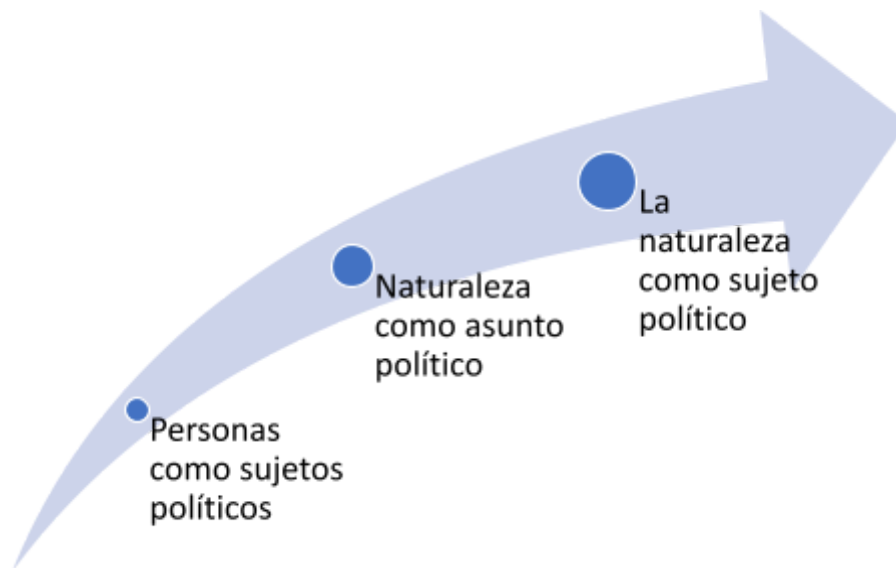 La
naturaleza
como sujeto
político
Naturaleza
como asunto
político
Personas
como sujetos
políticos